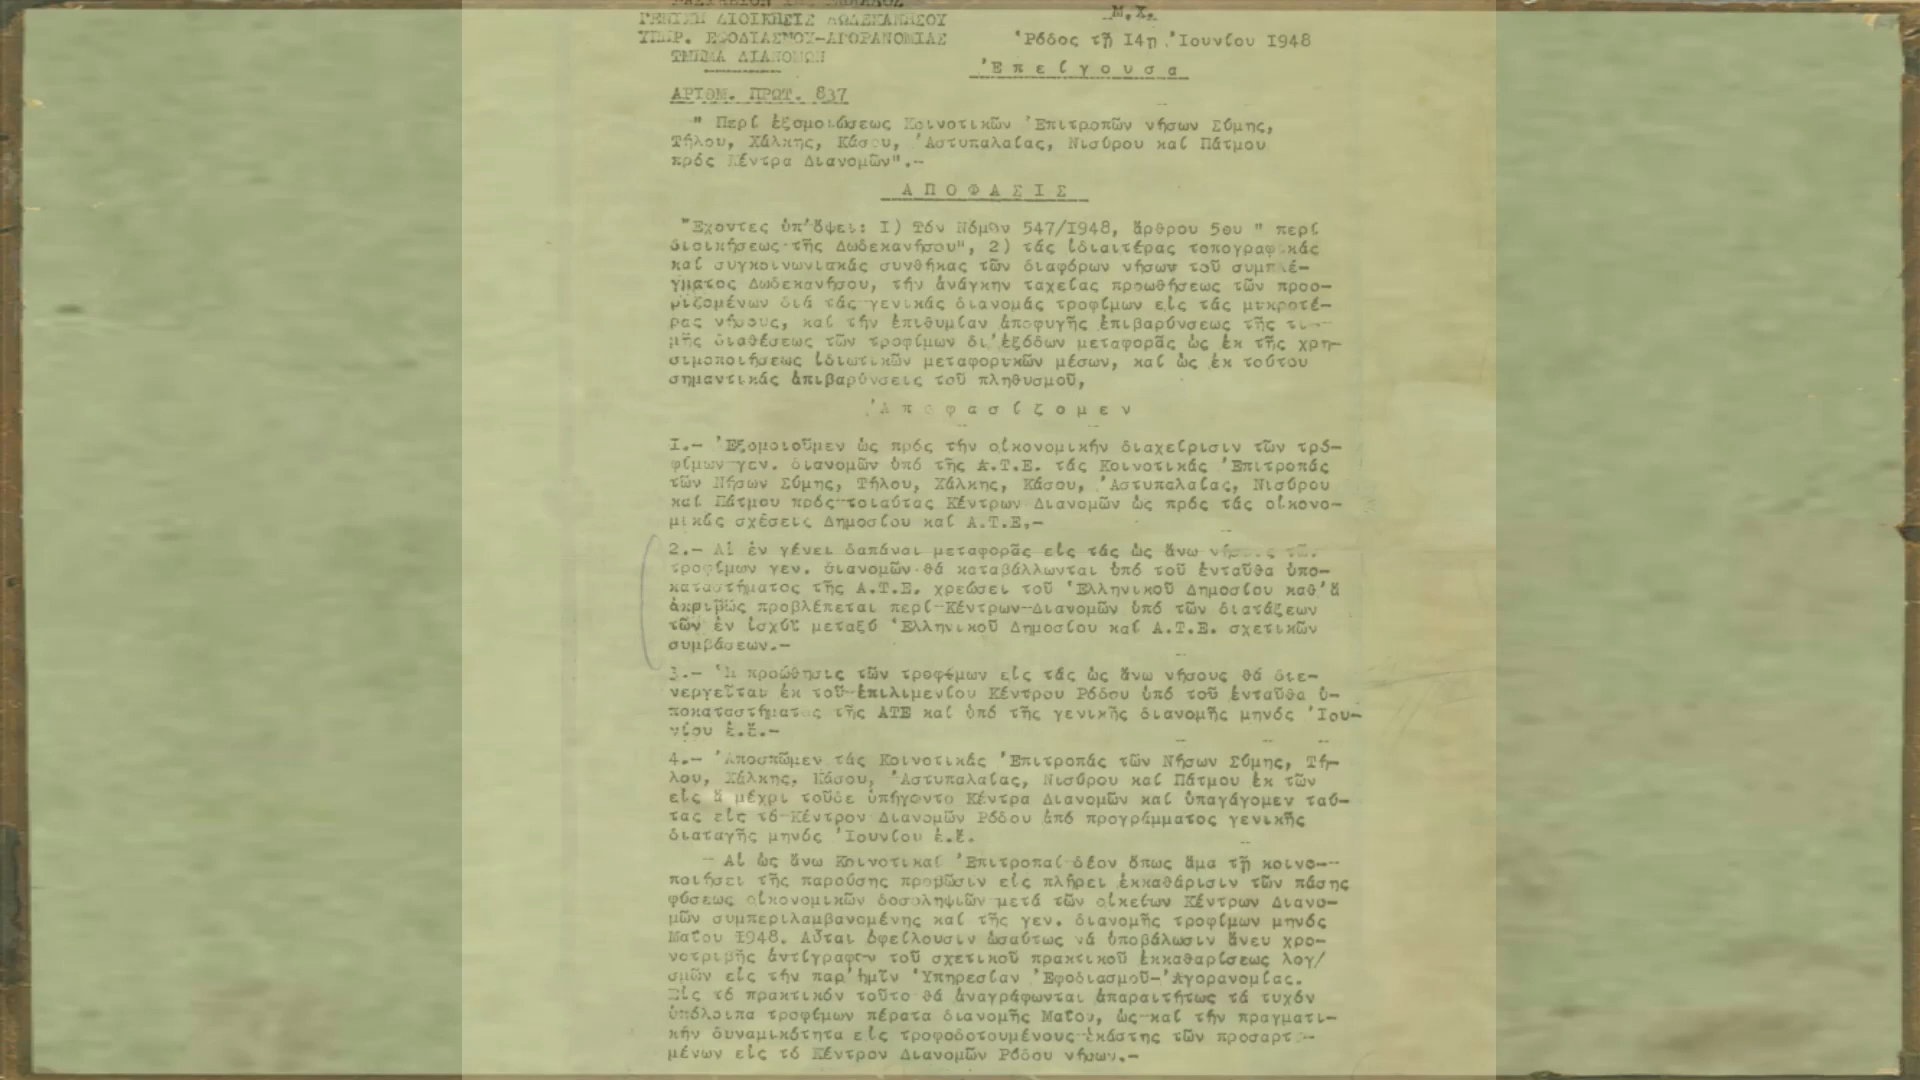 ΓΕΝΙΚΗ ΔΙΟΙΚΗΣΙΣ ΔΩΔΕΚΑΝΗΣΟΥ
ΥΠΗΡ. ΕΦΟΔΙΑΣΜΟΥ-ΑΓΟΡΑΝΟΜΙΑΣ
ΤΜΗΜΑ ΔΙΑΝΟΜΩΝ
Μ.Χ.
Ῥόδος τῇ 14η Ἰουνίου 1948
Ἐπείγουσα
ΑΡΙΘΜ. ΠΡΩΤ. 837
" Περί ἐξομοιώσεως Κοινοτικῶν Ἐπιτροπῶν νήσων Σύμης,
Τήλου, Χάλκης, Κάσου, Ἀστυπαλαίας, Νισύρου καί Πάτμου
πρός Κέντρα Διανομῶν".-
ΑΠΟΦΑΣΙΣ
Ἔχοντες ὑπ'ὄψει: 1) Τόν Νόμον 547/1948, ἄρθρου 5ου " περί
διοικήσεως τῆς Δωδεκανήσου", 2) τάς ἰδιαιτέρας τοπογραφικάς
καί συγκοινωνιακάς συνθήκας τῶν διαφόρων νήσων τοῦ συμπλέ-
γματος Δωδεκανήσου, τήν ἀνάγκην ταχείας προωθήσεως τῶν προο-
ριζομένων διά τάς γενικάς διανομάς τροφίμων εἰς τάς μικροτέ-
ρας νήσους, καί τήν ἐπιθυμίαν ἀποφυγῆς ἐπιβαρύνσεως τῆς τι-
μῆς διαθέσεως τῶν τροφίμων δι'ἐξόδων μεταφορᾶς ὡς ἐκ τῆς χρη-
σιμοποιήσεως ἰδιωτικῶν μεταφορικῶν μέσων, καί ὡς ἐκ τούτου
σημαντικάς ἐπιβαρύνσεις τοῦ πληθυσμοῦ,
Ἀποφασίζομεν
1.- Ἐξομοιοῦμεν ὡς πρός τήν οἰκονομικήν διαχείρισιν τῶν τρό-
φίμων γεν. διανομῶν ὑπό τῆς Α.Τ.Ε. τάς Κοινοτικάς Ἐπιτροπάς
τῶν Νήσων Σύμης, Τήλου, Χάλκης, Κάσου, Ἀστυπαλαίας, Νισύρου
καί Πάτμου πρός τοιαύτας Κέντρων Διανομῶν ὡς πρός τάς οἰκονο-
μικάς σχέσεις Δημοσίου καί Α.Τ.Ε.-
2.- Αἱ ἐν γένει δαπάναι μεταφορᾶς εἰς τάς ὡς ἄνω νήσους τῶν
τροφίμων γεν. διανομῶν θά καταβάλλωνται ὑπό τοῦ ἐνταῦθα ὑπο-
καταστήματος τῆς Α.Τ.Ε. χρεώσει τοῦ Ἑλληνικοῦ Δημοσίου καθ'ἅ
ἀκριβῶς προβλέπεται περί Κέντρων Διανομῶν ὑπό τῶν διατάξεων
τῶν ἐν ἰσχύϊ μεταξύ Ἑλληνικοῦ Δημοσίου καί Α.Τ.Ε. σχετικῶν
συμβάσεων.-
3.- Ἡ προώθησις τῶν τροφίμων εἰς τάς ὡς ἄνω νήσους θά διε-
νεργεῖται ἐκ τοῦ ἐπιλιμενίου Κέντρου Ρόδου ὑπό τοῦ ἐνταῦθα ὑ-
ποκαταστήματος τῆς ΑΤΕ καί ὑπό τῆς γενικῆς διανομῆς μηνός Ἰου-
νίου ἐ.ἔ.-
4.- Ἀποσπῶμεν τάς Κοινοτικάς Ἐπιτροπάς τῶν Νήσων Σύμης, Τή-
λου, Χάλκης, Κάσου, Ἀστυπαλαίας, Νισύρου καί Πάτμου ἐκ τῶν
εἰς ἅ μέχρι τοῦδε ὑπήγοντο Κέντρα Διανομῶν καί ὑπαγάγομεν ταύ-
τας εἰς τό Κέντρον Διανομῶν Ρόδου ἀπό προγράμματος γενικῆς
διαταγῆς μηνός Ἰουνίου ἐ.ἔ.
Αἱ ὡς ἄνω Κοινοτικαί Ἐπιτροπαί δέον ὅπως ἅμα τῇ κοινο-
ποιήσει τῆς παρούσης προβῶσιν εἰς πλήρει ἐκκαθάρισιν τῶν πάσης
φύσεως οἰκονομικῶν δοσοληψιῶν μετά τῶν οἰκείων Κέντρων Διανο-
μῶν συμπεριλαμβανομένης καί τῆς γεν. διανομῆς τροφίμων μηνός
Μαΐου 1948. Αὗται ὀφείλουσιν ὡσαύτως νά ὑποβάλωσιν ἄνευ χρο-
νοτριβῆς ἀντίγραφον τοῦ σχετικοῦ πρακτικοῦ ἐκκαθαρίσεως λογ/
σμῶν εἰς τήν παρ'ἡμῖν Ὑπηρεσίαν Ἐφοδιασμοῦ-Ἀγορανομίας.
Εἰς τό πρακτικόν τοῦτο θά ἀναγράφωνται ἀπαραιτήτως τά τυχόν
ὑπόλοιπα τροφίμων πέρατα διανομῆς Μαΐου, ὡς καί τήν πραγματι-
κήν δυναμικότητα εἰς τροφοδοτουμένους ἑκάστης τῶν προσαρτο-
μένων εἰς τό Κέντρον Διανομῶν Ρόδου νήσων.-